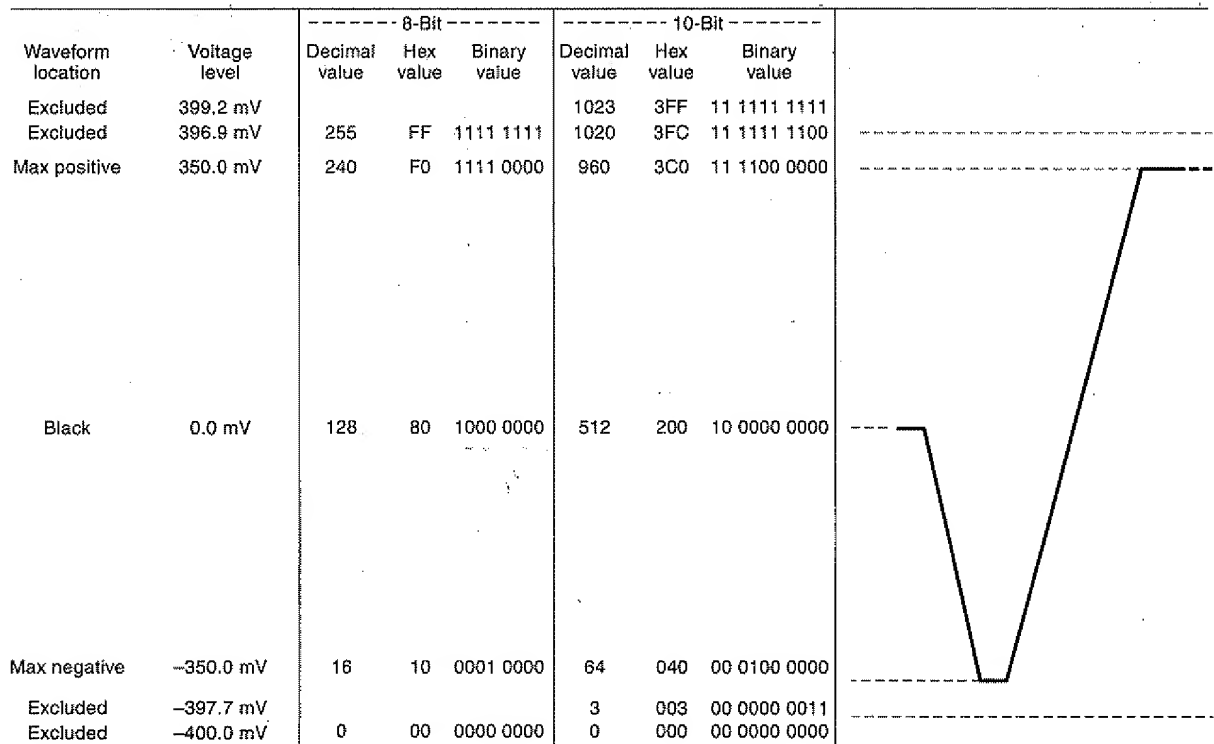 8-Bit 10-Bit
Waveform location Voltage level Decimal value Hex value Binary value Decimal value Hex value Binary value
Excluded 399.2 mV 1023 3FF 11 1111 1111
Excluded 396.9 mV 255 FF 1111 1111 1020 3FC 11 1111 1100
Max positive 350.0 mV 240 F0 1111 0000 960 3C0 11 1100 0000
Black 0.0 mV 128 80 1000 0000 512 200 10 0000 0000
Max negative –350.0 mV 16 10 0001 0000 64 040 00 0100 0000
Excluded –397.7 mV 3 003 00 0000 0011
Excluded –400.0 mV 0 00 0000 0000 0 000 00 0000 0000